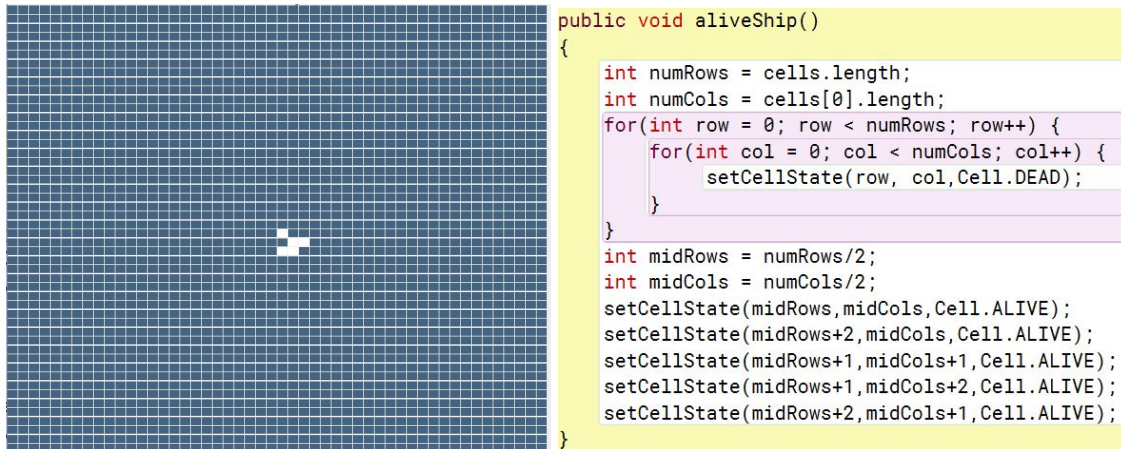 public void aliveShip()
{
int numRows = cells.length;
int numCols = cells[0].length;
for(int row = 0; row < numRows; row++) {
for(int col = 0; col < numCols; col++) {
setCellState(row, col,Cell.DEAD);
}
}
int midRows = numRows/2;
int midCols = numCols/2;
setCellState(midRows,midCols,Cell.ALIVE);
setCellState(midRows+2,midCols,Cell.ALIVE);
setCellState(midRows+1,midCols+1,Cell.ALIVE);
setCellState(midRows+1,midCols+2,Cell.ALIVE);
setCellState(midRows+2,midCols+1,Cell.ALIVE);
}